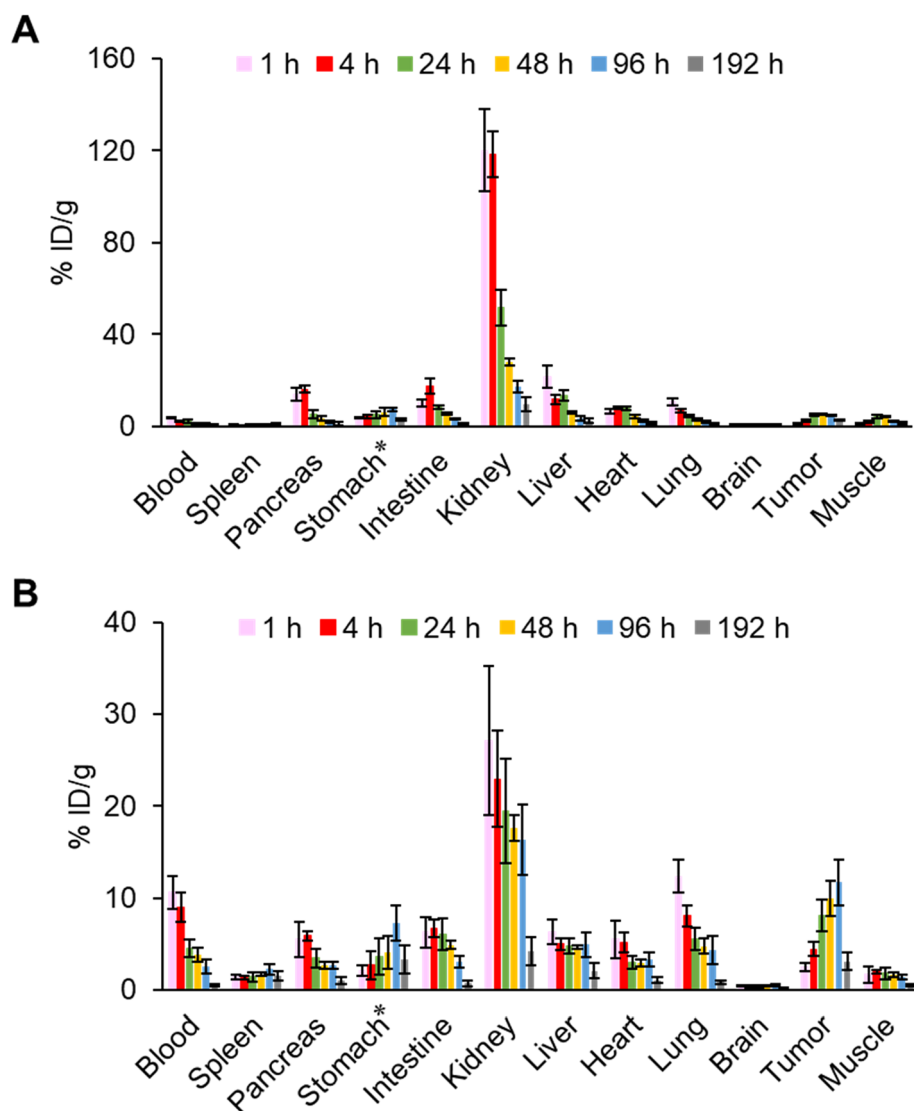 A
160
1 h 4 h 24 h 48 h 96 h 192 h
120
80
40
0
% ID/g
Blood Spleen Pancreas Stomach* Intestine Kidney Liver Heart Lung Brain Tumor Muscle
B
40
1 h 4 h 24 h 48 h 96 h 192 h
30
20
10
0
% ID/g
Blood Spleen Pancreas Stomach* Intestine Kidney Liver Heart Lung Brain Tumor Muscle